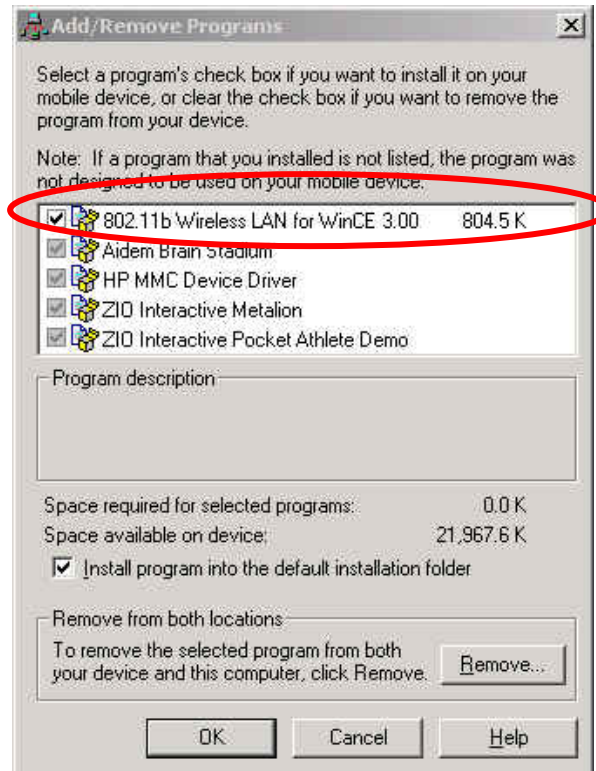 Add/Remove Programs
Select a program's check box if you want to install it on your
mobile device, or clear the check box if you want to remove the
program from your device.
Note: If a program that you installed is not listed, the program was
not designed to be used on your mobile device.
802.11b Wireless LAN for WinCE 3.00 804.5 K
Aidem Brain Stadium
HP MMC Device Driver
ZIO Interactive Metalion
ZIO Interactive Pocket Athlete Demo
Program description
Space required for selected programs: 0.0 K
Space available on device: 21,967.6 K
Install program into the default installation folder
Remove from both locations
To remove the selected program from both
your device and this computer, click Remove.
Remove...
OK Cancel Help